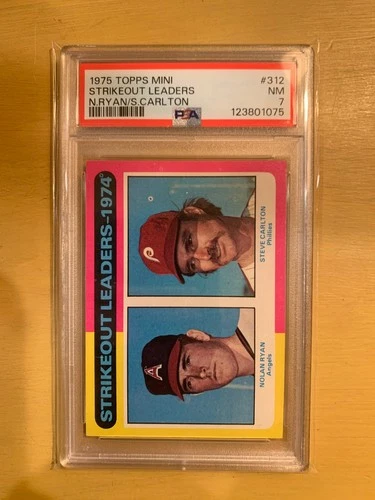 1975 TOPPS MINI #312
STRIKEOUT LEADERS NM
N.RYAN/S.CARLTON 7
PSA 123801075
STRIKEOUT LEADERS-1974
P
STEVE CARLTON
Phillies
A
NOLAN RYAN
Angels